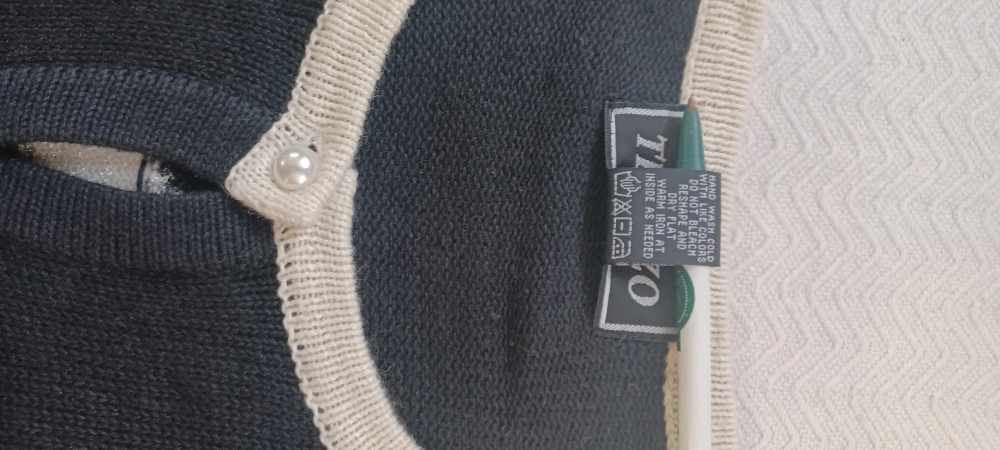 HAND WASH COLD
WITH LIKE COLORS
DO NOT BLEACH
RESHAPE AND
DRY FLAT
WARM IRON AT
INSIDE AS NEEDED